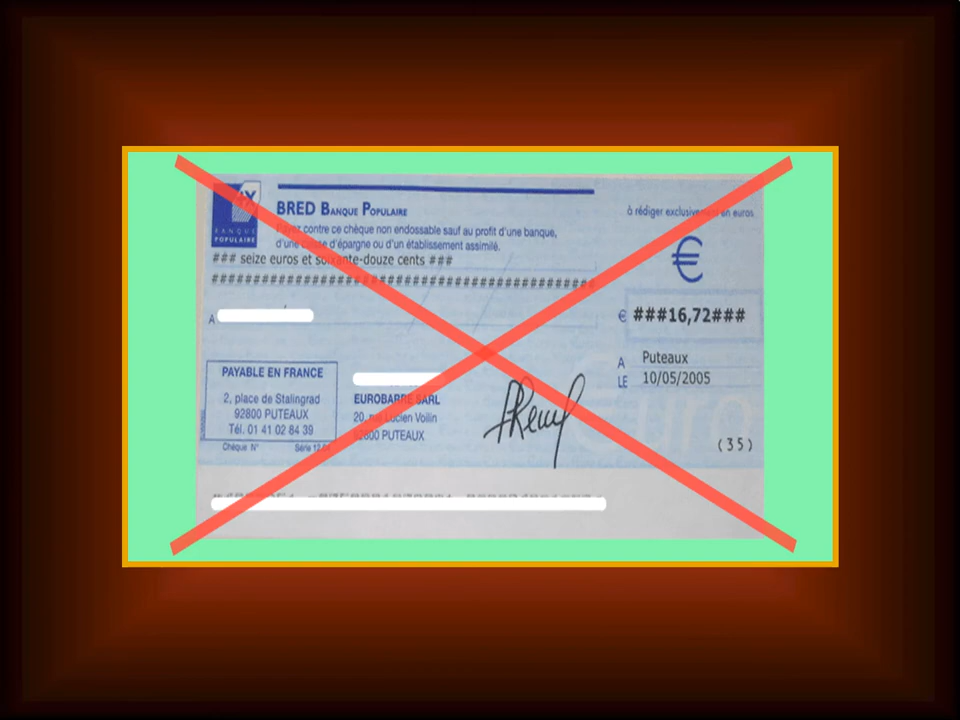 BANQUE
POPULAIRE
BRED BANQUE POPULAIRE
Payez contre ce chèque non endossable sauf au profit d'une banque,
d'une caisse d'épargne ou d'un établissement assimilé.
à rédiger exclusivement en euros
€
### seize euros et soixante-douze cents ###
############################################
€ ###16,72###
A
A Puteaux
LE 10/05/2005
PAYABLE EN FRANCE
2, place de Stalingrad
92800 PUTEAUX
Tél. 01 41 02 84 39
Chèque N°
Série
EUROBARRE SARL
20, rue Lucien Voilin
92800 PUTEAUX
(35)